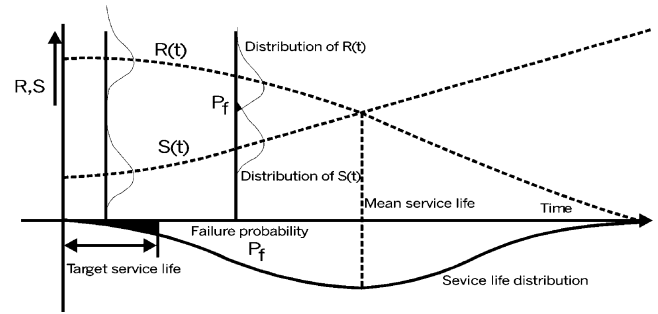 R(t)
Distribution of R(t)
R,S
Pf
S(t)
Distribution of S(t)
Mean service life
Time
Failure probability
Pf
Target service life
Sevice life distribution